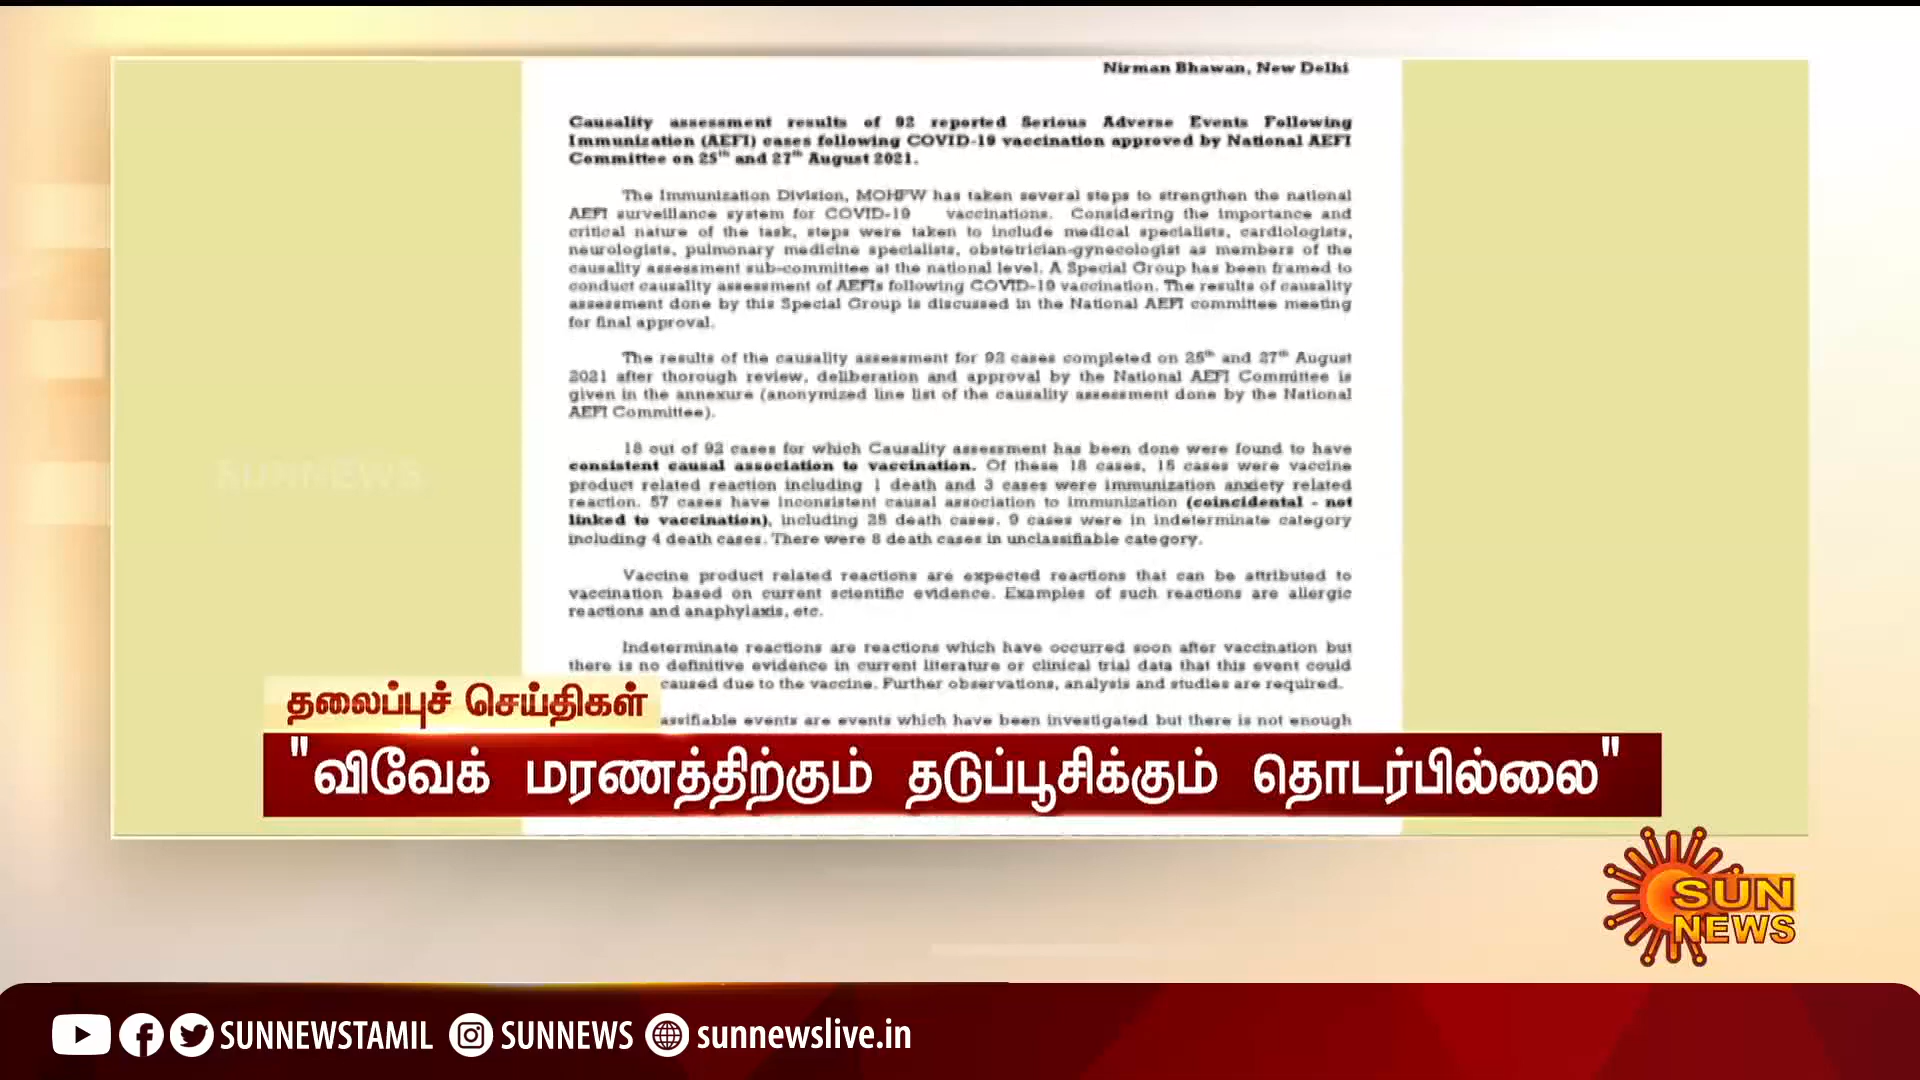 Nirman Bhawan, New Delhi
Causality assessment results of 92 reported Serious Adverse Events Following
Immunization (AEFI) cases following COVID-19 vaccination approved by National AEFI
Committee on 25th and 27th August 2021.
The Immunization Division, MOHFW has taken several steps to strengthen the national
AEFI surveillance system for COVID-19 vaccinations. Considering the importance and
critical nature of the task, steps were taken to include medical specialists, cardiologists,
neurologists, pulmonary medicine specialists, obstetrician-gynecologist as members of the
causality assessment sub-committee at the national level. A Special Group has been framed to
conduct causality assessment of AEFIs following COVID-19 vaccination. The results of causality
assessment done by this Special Group is discussed in the National AEFI committee meeting
for final approval.
The results of the causality assessment for 92 cases completed on 25th and 27th August
2021 after thorough review, deliberation and approval by the National AEFI Committee is
given in the annexure (anonymized line list of the causality assessment done by the National
AEFI Committee).
18 out of 92 cases for which Causality assessment has been done were found to have
consistent causal association to vaccination. Of these 18 cases, 15 cases were vaccine
product related reaction including 1 death and 3 cases were immunization anxiety related
reaction. 57 cases have inconsistent causal association to immunization (coincidental - not
linked to vaccination), including 25 death cases. 9 cases were in indeterminate category
including 4 death cases. There were 8 death cases in unclassifiable category.
Vaccine product related reactions are expected reactions that can be attributed to
vaccination based on current scientific evidence. Examples of such reactions are allergic
reactions and anaphylaxis, etc.
Indeterminate reactions are reactions which have occurred soon after vaccination but
there is no definitive evidence in current literature or clinical trial data that this event could
caused due to the vaccine. Further observations, analysis and studies are required.
assifiable events are events which have been investigated but there is not enough
SUNNEWS
தலைப்புச் செய்திகள்
"விவேக் மரணத்திற்கும் தடுப்பூசிக்கும் தொடர்பில்லை"
SUN
NEWS
SUNNEWSTAMIL SUNNEWS sunnewslive.in